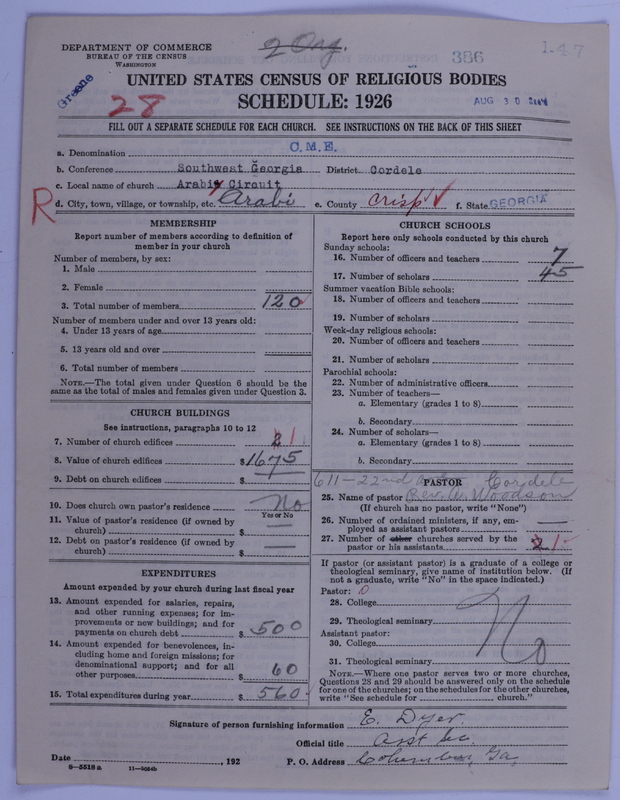 DEPARTMENT OF COMMERCE
BUREAU OF THE CENSUS
WASHINGTON
2 Org.
386
1-47
Greene
28
UNITED STATES CENSUS OF RELIGIOUS BODIES
SCHEDULE: 1926
AUG 30
FILL OUT A SEPARATE SCHEDULE FOR EACH CHURCH. SEE INSTRUCTIONS ON THE BACK OF THIS SHEET
a. Denomination C.M.E.
b. Conference Southwest Georgia District Cordele
c. Local name of church Arabi Circuit
R
d. City, town, village, or township, etc. Arabi e. County Crisp f. State GEORGIA
MEMBERSHIP
Report number of members according to definition of
member in your church
Number of members, by sex:
1. Male
2. Female
3. Total number of members 120
Number of members under and over 13 years old:
4. Under 13 years of age
5. 13 years old and over
6. Total number of members
NOTE.—The total given under Question 6 should be the
same as the total of males and females given under Question 3.
CHURCH BUILDINGS
See instructions, paragraphs 10 to 12
7. Number of church edifices 2 1
8. Value of church edifices $1675
9. Debt on church edifices $
10. Does church own pastor's residence No
Yes or No
11. Value of pastor's residence (if owned by
church) $
12. Debt on pastor's residence (if owned by
church) $
EXPENDITURES
Amount expended by your church during last fiscal year
13. Amount expended for salaries, repairs,
and other running expenses; for im-
provements or new buildings; and for
payments on church debt $500
14. Amount expended for benevolences, in-
cluding home and foreign missions; for
denominational support; and for all
other purposes $60
15. Total expenditures during year $560
CHURCH SCHOOLS
Report here only schools conducted by this church
Sunday schools:
16. Number of officers and teachers 7
17. Number of scholars 45
Summer vacation Bible schools:
18. Number of officers and teachers
19. Number of scholars
Week-day religious schools:
20. Number of officers and teachers
21. Number of scholars
Parochial schools:
22. Number of administrative officers
23. Number of teachers—
a. Elementary (grades 1 to 8)
b. Secondary
24. Number of scholars—
a. Elementary (grades 1 to 8)
b. Secondary
611-22nd Cordele
PASTOR
25. Name of pastor Rev. W. Woodson
(If church has no pastor, write "None")
26. Number of ordained ministers, if any, em-
ployed as assistant pastors
27. Number of other churches served by the
pastor or his assistants 2 1
If pastor (or assistant pastor) is a graduate of a college or
theological seminary, give name of institution below. (If
not a graduate, write "No" in the space indicated.)
Pastor: 0
28. College
29. Theological seminary No
Assistant pastor:
30. College
31. Theological seminary
NOTE.—Where one pastor serves two or more churches,
Questions 28 and 29 should be answered only on the schedule
for one of the churches; on the schedules for the other churches,
write "See schedule for church."
Signature of person furnishing information E. Dyer
Official title asst sec
Date , 192 P. O. Address Columbus, Ga.
8-5518 a 11-9064b